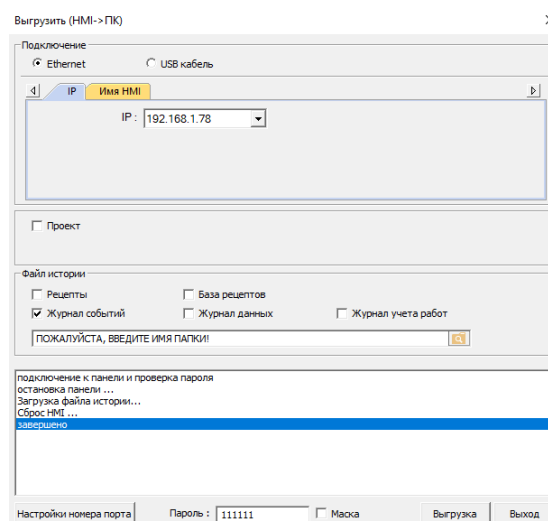 Выгрузить (HMI->ПК)
Подключение
Ethernet USB кабель
IP Имя HMI
IP : 192.168.1.78
Проект
Файл истории
Рецепты База рецептов
Журнал событий Журнал данных Журнал учета работ
ПОЖАЛУЙСТА, ВВЕДИТЕ ИМЯ ПАПКИ!
подключение к панели и проверка пароля
остановка панели ...
Загрузка файла истории...
Сброс HMI ...
завершено
Настройки номера порта Пароль : 111111 Маска Выгрузка Выход